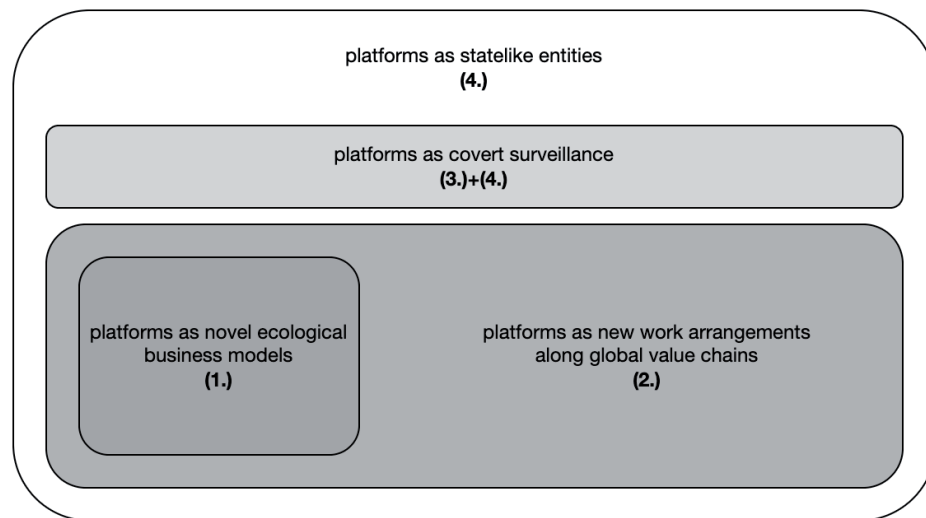 platforms as statelike entities
(4.)
platforms as covert surveillance
(3.)+(4.)
platforms as novel ecological
business models
(1.)
platforms as new work arrangements
along global value chains
(2.)